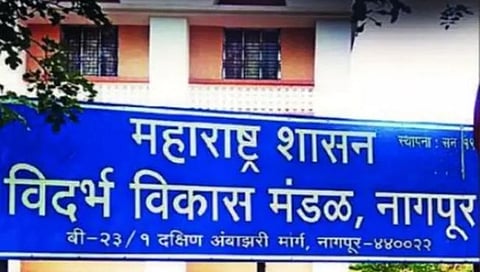 महाराष्ट्र शासन
स्थापना : सन
विदर्भ विकास मंडळ, नागपूर
बी-२३/१ दक्षिण अंबाझरी मार्ग, नागपूर-४४००२२